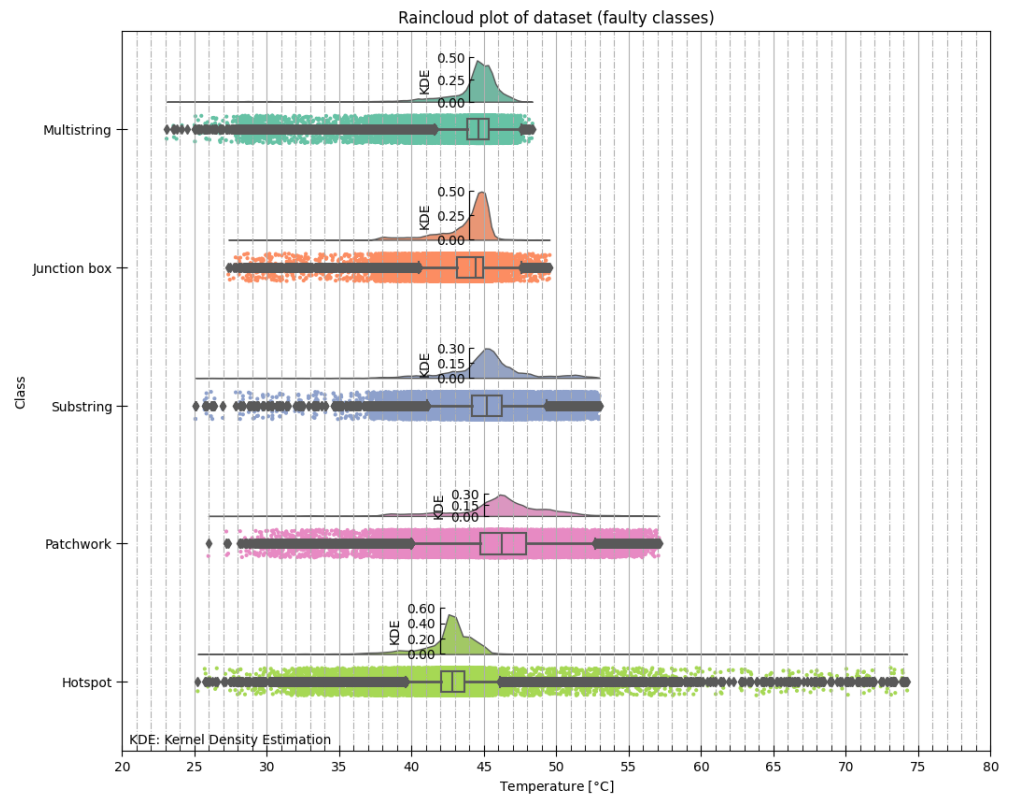 Raincloud plot of dataset (faulty classes)
0.50
KDE
0.25
0.00
Multistring
0.50
KDE
0.25
0.00
Junction box
0.30
KDE
0.15
0.00
Class
Substring
0.30
KDE
0.15
0.00
Patchwork
0.60
KDE
0.40
0.20
0.00
Hotspot
KDE: Kernel Density Estimation
20 25 30 35 40 45 50 55 60 65 70 75 80
Temperature [°C]